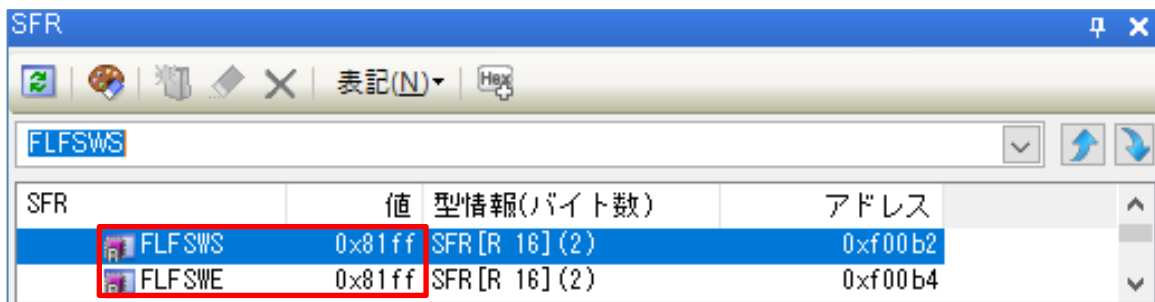 SFR
表記(N)
Hex
FLFSWS
SFR 値 型情報(バイト数) アドレス
FLFSWS 0x81ff SFR[R 16](2) 0xf00b2
FLFSWE 0x81ff SFR[R 16](2) 0xf00b4